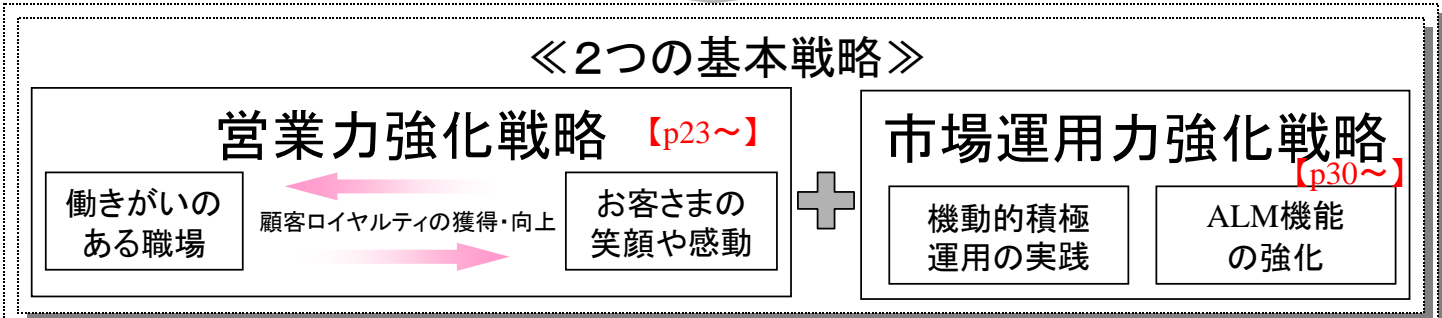 ≪2つの基本戦略≫
営業力強化戦略 【p23～】
働きがいの
ある職場
顧客ロイヤルティの獲得・向上
お客さまの
笑顔や感動
市場運用力強化戦略
【p30～】
機動的積極
運用の実践
ALM機能
の強化